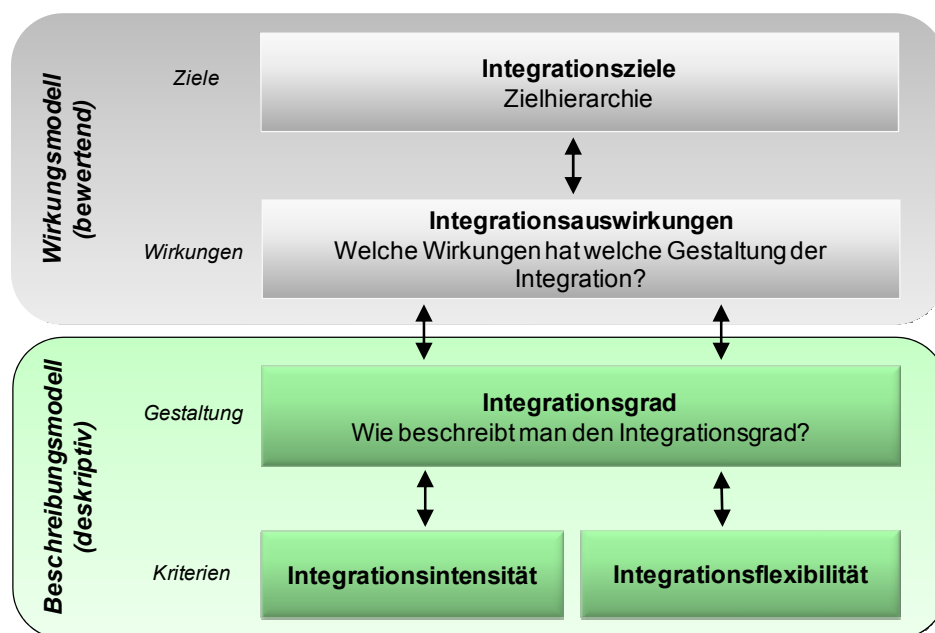 Wirkungsmodell
(bewertend)
Ziele
Integrationsziele
Zielhierarchie
Wirkungen
Integrationsauswirkungen
Welche Wirkungen hat welche Gestaltung der
Integration?
Beschreibungsmodell
(deskriptiv)
Gestaltung
Integrationsgrad
Wie beschreibt man den Integrationsgrad?
Kriterien
Integrationsintensität
Integrationsflexibilität